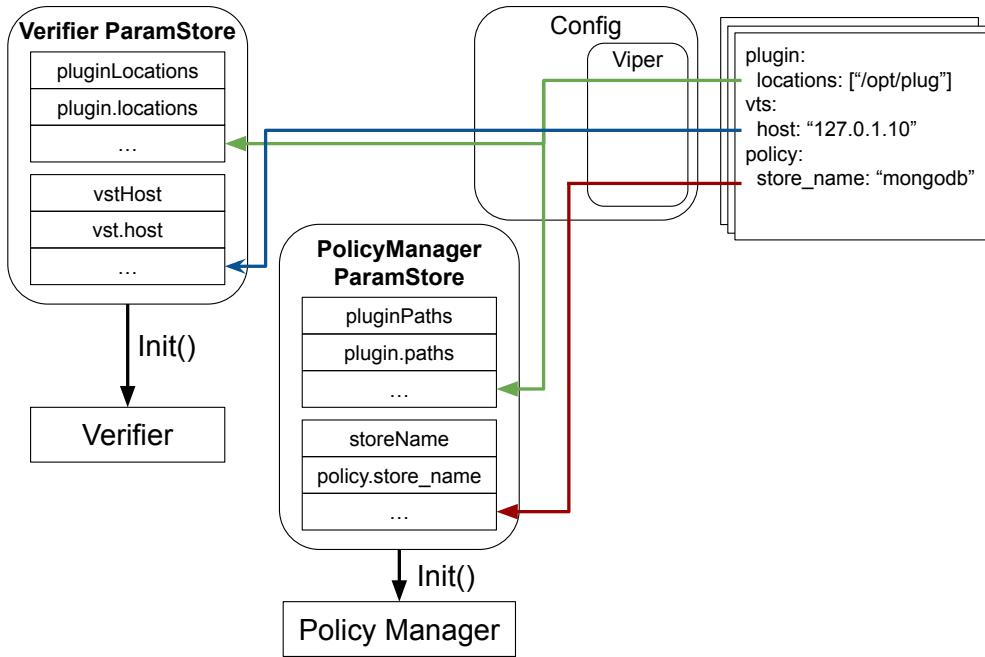 Verifier ParamStore
pluginLocations
plugin.locations
…
vstHost
vst.host
…
Init()
Verifier
PolicyManager
ParamStore
pluginPaths
plugin.paths
…
storeName
policy.store_name
…
Init()
Policy Manager
Config
Viper
plugin:
locations: [“/opt/plug”]
vts:
host: “127.0.1.10”
policy:
store_name: “mongodb”